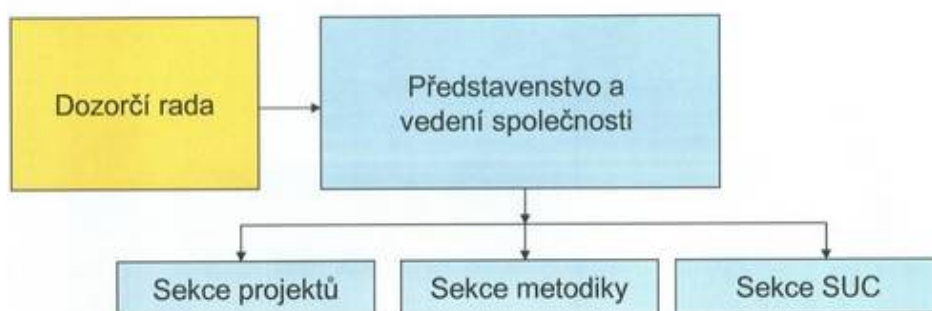 Dozorčí rada
Představenstvo a
vedení společnosti
Sekce projektů
Sekce metodiky
Sekce SUC